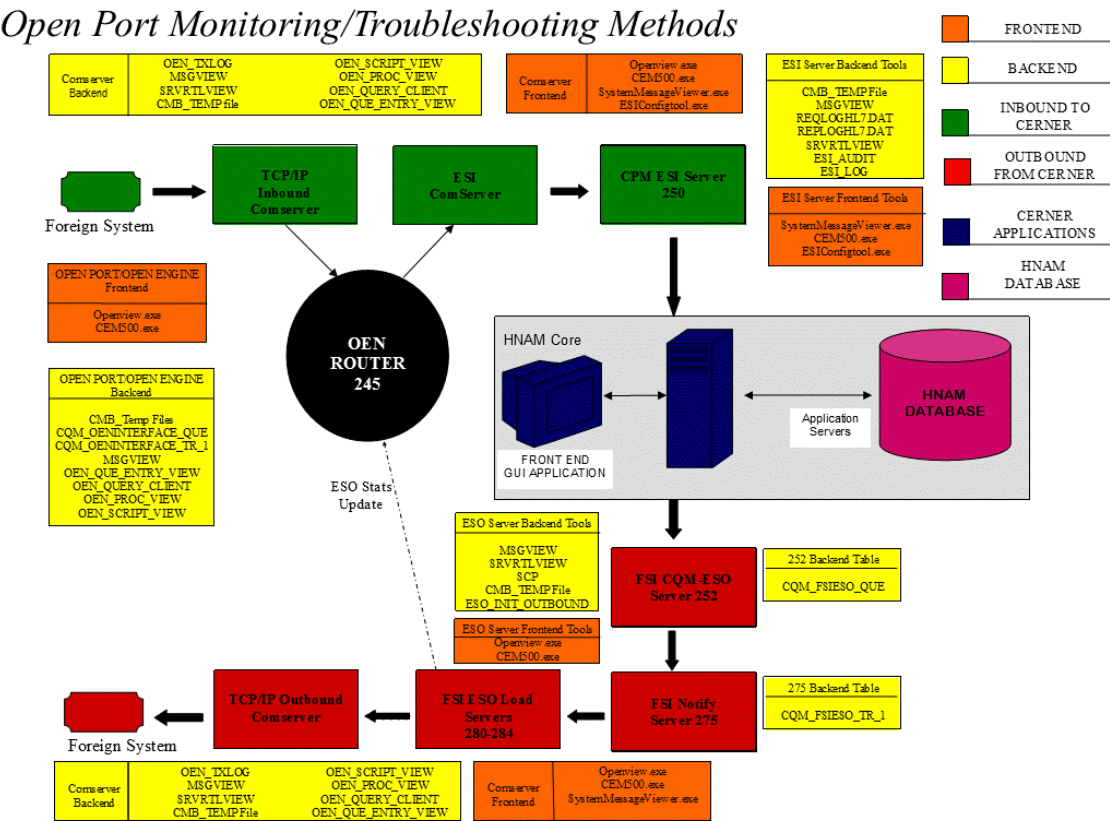 Open Port Monitoring/Troubleshooting Methods
FRONTEND
BACKEND
INBOUND TO
CERNER
OUTBOUND
FROM CERNER
CERNER
APPLICATIONS
HNAM
DATABASE
Comserver
Backend
OEN_TXLOG
MSGVIEW
SRVRTLVIEW
CMB_TEMP file
OEN_SCRIPT_VIEW
OEN_PROC_VIEW
OEN_QUERY_CLIENT
OEN_QUE_ENTRY_VIEW
Comserver
Frontend
Openview.exe
CEM500.exe
SystemMessageViewer.exe
ESIConfigtool.exe
ESI Server Backend Tools
CMB_TEMP File
MSGVIEW
REQLOGHL7.DAT
REPLOGHL7.DAT
SRVRTLVIEW
ESI_AUDIT
ESI_LOG
Foreign System
TCP/IP
Inbound
Comserver
ESI
ComServer
CPM ESI Server
250
ESI Server Frontend Tools
SystemMessageViewer.exe
CEM500.exe
ESIConfigtool.exe
OPEN PORT/OPEN ENGINE
Frontend
Openview.exe
CEM500.exe
OEN
ROUTER
245
HNAM Core
FRONT END
GUI APPLICATION
Application
Servers
HNAM
DATABASE
OPEN PORT/OPEN ENGINE
Backend
CMB_Temp Files
CQM_OENINTERFACE_QUE
CQM_OENINTERFACE_TR_1
MSGVIEW
OEN_QUE_ENTRY_VIEW
OEN_QUERY_CLIENT
OEN_PROC_VIEW
OEN_SCRIPT_VIEW
ESO Stats
Update
ESO Server Backend Tools
MSGVIEW
SRVRTLVIEW
SCP
CMB_TEMP File
ESO_INIT_OUTBOUND
FSI CQM-ESO
Server 252
252 Backend Table
CQM_FSIESO_QUE
ESO Server Frontend Tools
Openview.exe
CEM500.exe
Foreign System
TCP/IP Outbound
Comserver
FSI ESO Load
Servers
280-284
FSI Notify
Server 275
275 Backend Table
CQM_FSIESO_TR_1
Comserver
Backend
OEN_TXLOG
MSGVIEW
SRVRTLVIEW
CMB_TEMP File
OEN_SCRIPT_VIEW
OEN_PROC_VIEW
OEN_QUERY_CLIENT
OEN_QUE_ENTRY_VIEW
Comserver
Frontend
Openview.exe
CEM500.exe
SystemMessageViewer.exe